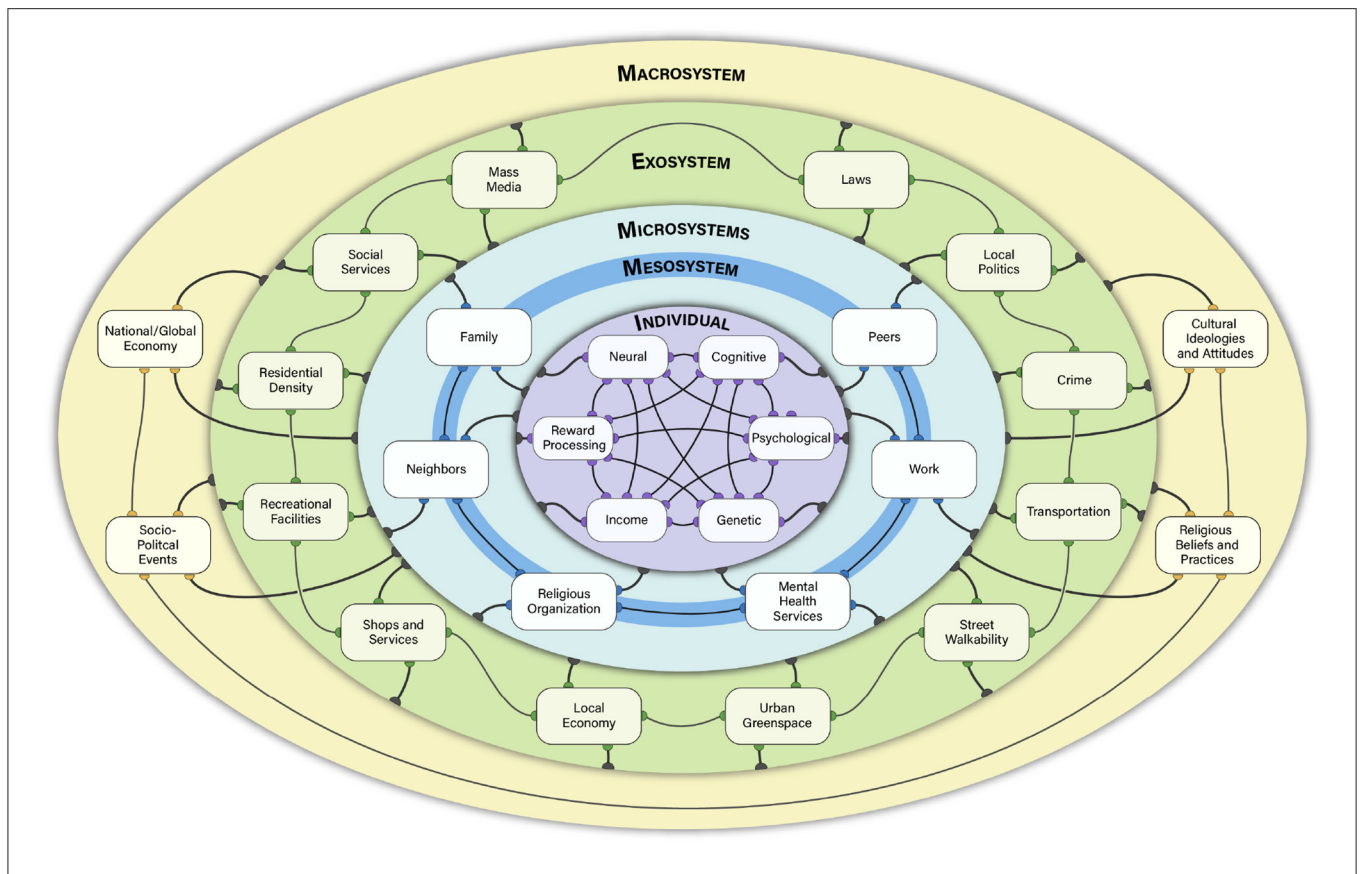 MACROSYSTEM
EXOSYSTEM
Mass
Media
Laws
MICROSYSTEMS
Social
Services
Local
Politics
MESOSYSTEM
National/Global
Economy
Family
INDIVIDUAL
Peers
Cultural
Ideologies
and Attitudes
Neural
Cognitive
Residential
Density
Crime
Reward
Processing
Psychological
Neighbors
Work
Recreational
Facilities
Transportation
Income
Genetic
Socio-
Politcal
Events
Religious
Beliefs and
Practices
Religious
Organization
Mental
Health
Services
Shops and
Services
Street
Walkability
Local
Economy
Urban
Greenspace